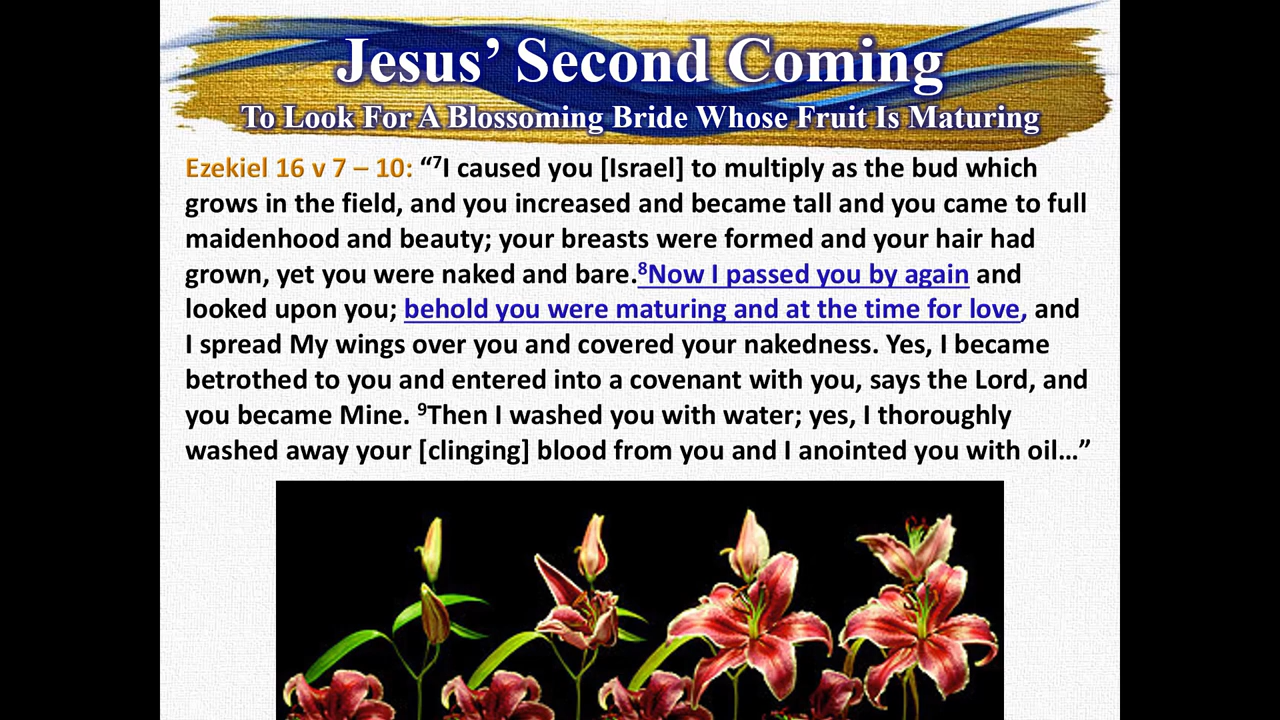 Jesus’ Second Coming
To Look For A Blossoming Bride Whose Fruit Is Maturing
Ezekiel 16 v 7 – 10: “⁷I caused you [Israel] to multiply as the bud which
grows in the field, and you increased and became tall and you came to full
maidenhood and beauty; your breasts were formed and your hair had
grown, yet you were naked and bare.⁸Now I passed you by again and
looked upon you; behold you were maturing and at the time for love, and
I spread My wings over you and covered your nakedness. Yes, I became
betrothed to you and entered into a covenant with you, says the Lord, and
you became Mine. ⁹Then I washed you with water; yes, I thoroughly
washed away your [clinging] blood from you and I anointed you with oil…”